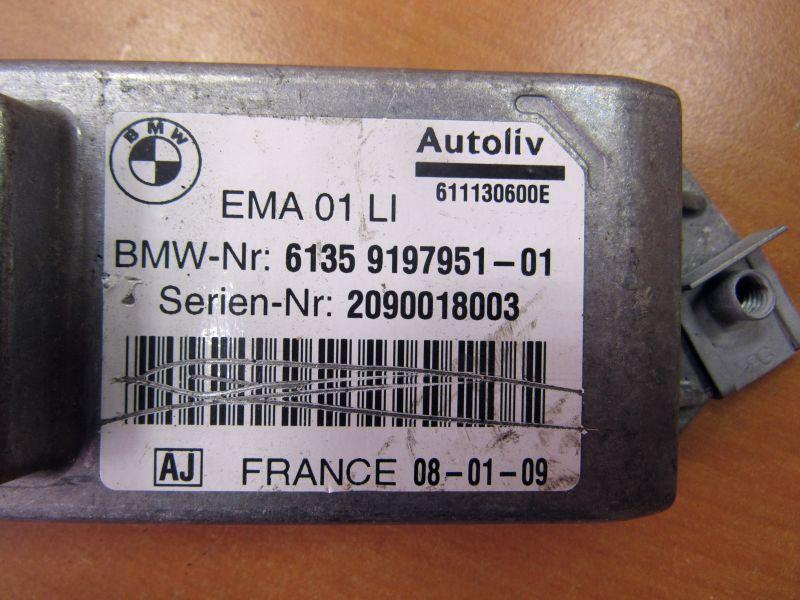 BMW
Autoliv
611130600E
EMA 01 LI
BMW-Nr: 6135 9197951-01
Serien-Nr: 2090018003
AJ FRANCE 08-01-09